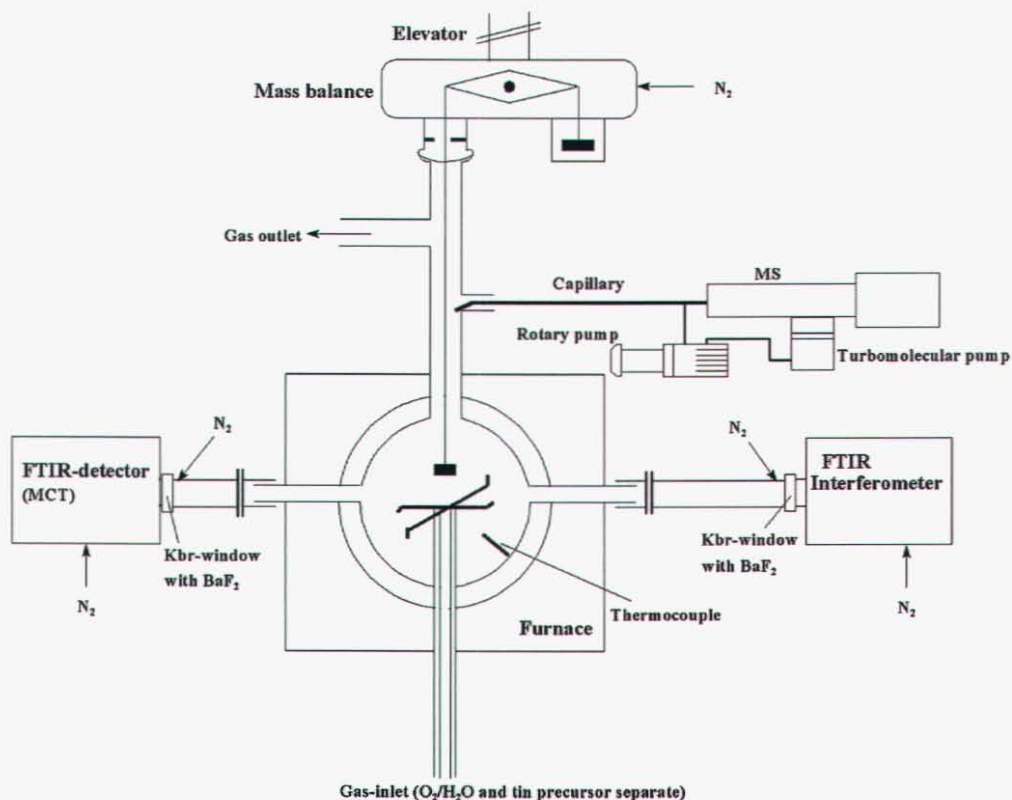 Elevator
Mass balance
N₂
Gas outlet
Capillary
MS
Rotary pump
Turbomolecular pump
N₂
N₂
FTIR-detector
(MCT)
FTIR
Interferometer
Kbr-window
with BaF₂
Kbr-window
with BaF₂
N₂
Thermocouple
N₂
Furnace
Gas-inlet (O₂/H₂O and tin precursor separate)